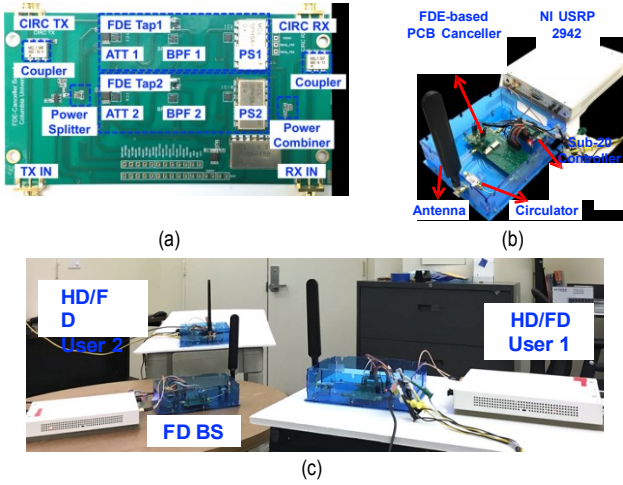 CIRC TX
CIRC RX
FDE Tap1
ATT 1
BPF 1
PS1
Coupler
Coupler
FDE Tap2
ATT 2
BPF 2
PS2
Power
Splitter
Power
Combiner
TX IN
RX IN
(a)
FDE-based
PCB Canceller
NI USRP
2942
Sub-20
Controller
Antenna
Circulator
(b)
HD/F
D
User 2
HD/FD
User 1
FD BS
(c)